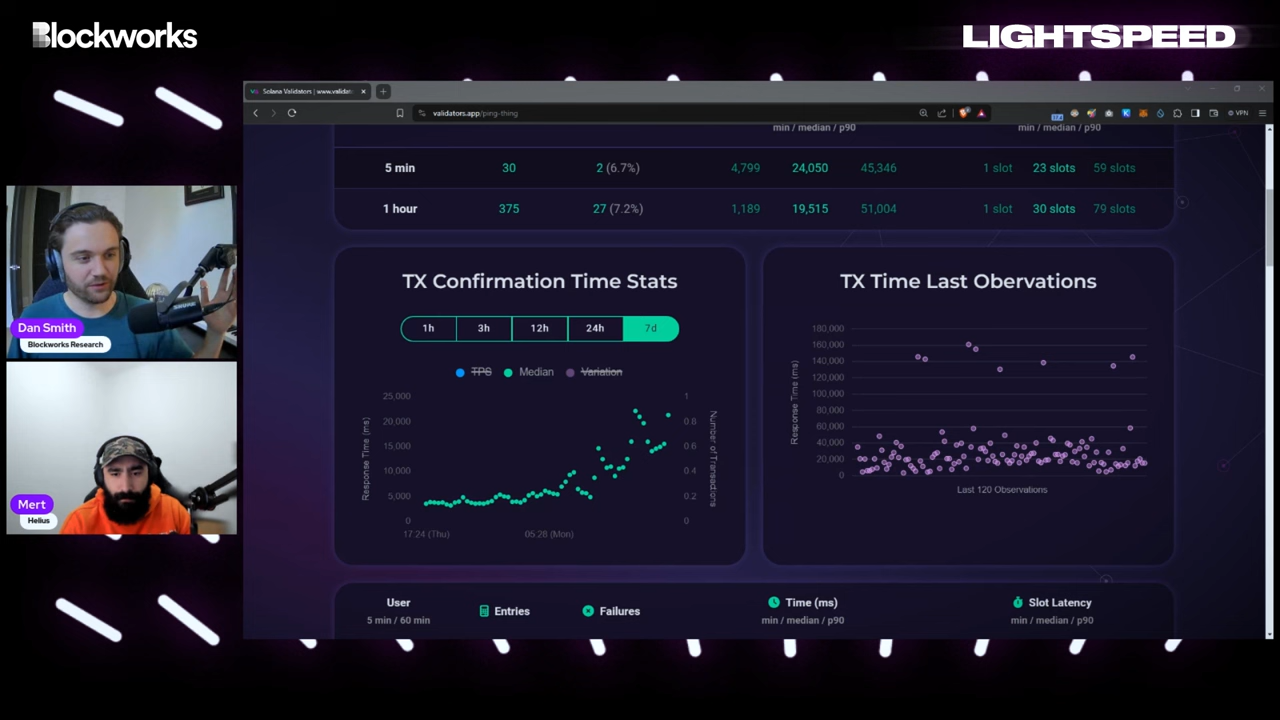 Blockworks
LIGHTSPEED
Solana Validators | www.validat
validators.app/ping-thing
VPN
min / median / p90
min / median / p90
5 min 30 2 (6.7%) 4,799 24,050 45,346 1 slot 23 slots 59 slots
1 hour 375 27 (7.2%) 1,189 19,515 51,004 1 slot 30 slots 79 slots
TX Confirmation Time Stats
1h 3h 12h 24h 7d
TPS Median Variation
Response Time (ms)
25,000
20,000
15,000
10,000
5,000
0
1
0.8
0.6
0.4
0.2
0
Number of Transactions
17:24 (Thu) 05:28 (Mon)
TX Time Last Obervations
Response Time (ms)
180,000
160,000
140,000
120,000
100,000
80,000
60,000
40,000
20,000
0
Last 120 Observations
User
5 min / 60 min
Entries
Failures
Time (ms)
min / median / p90
Slot Latency
min / median / p90
SHURE
Dan Smith
Blockworks Research
Mert
Helius